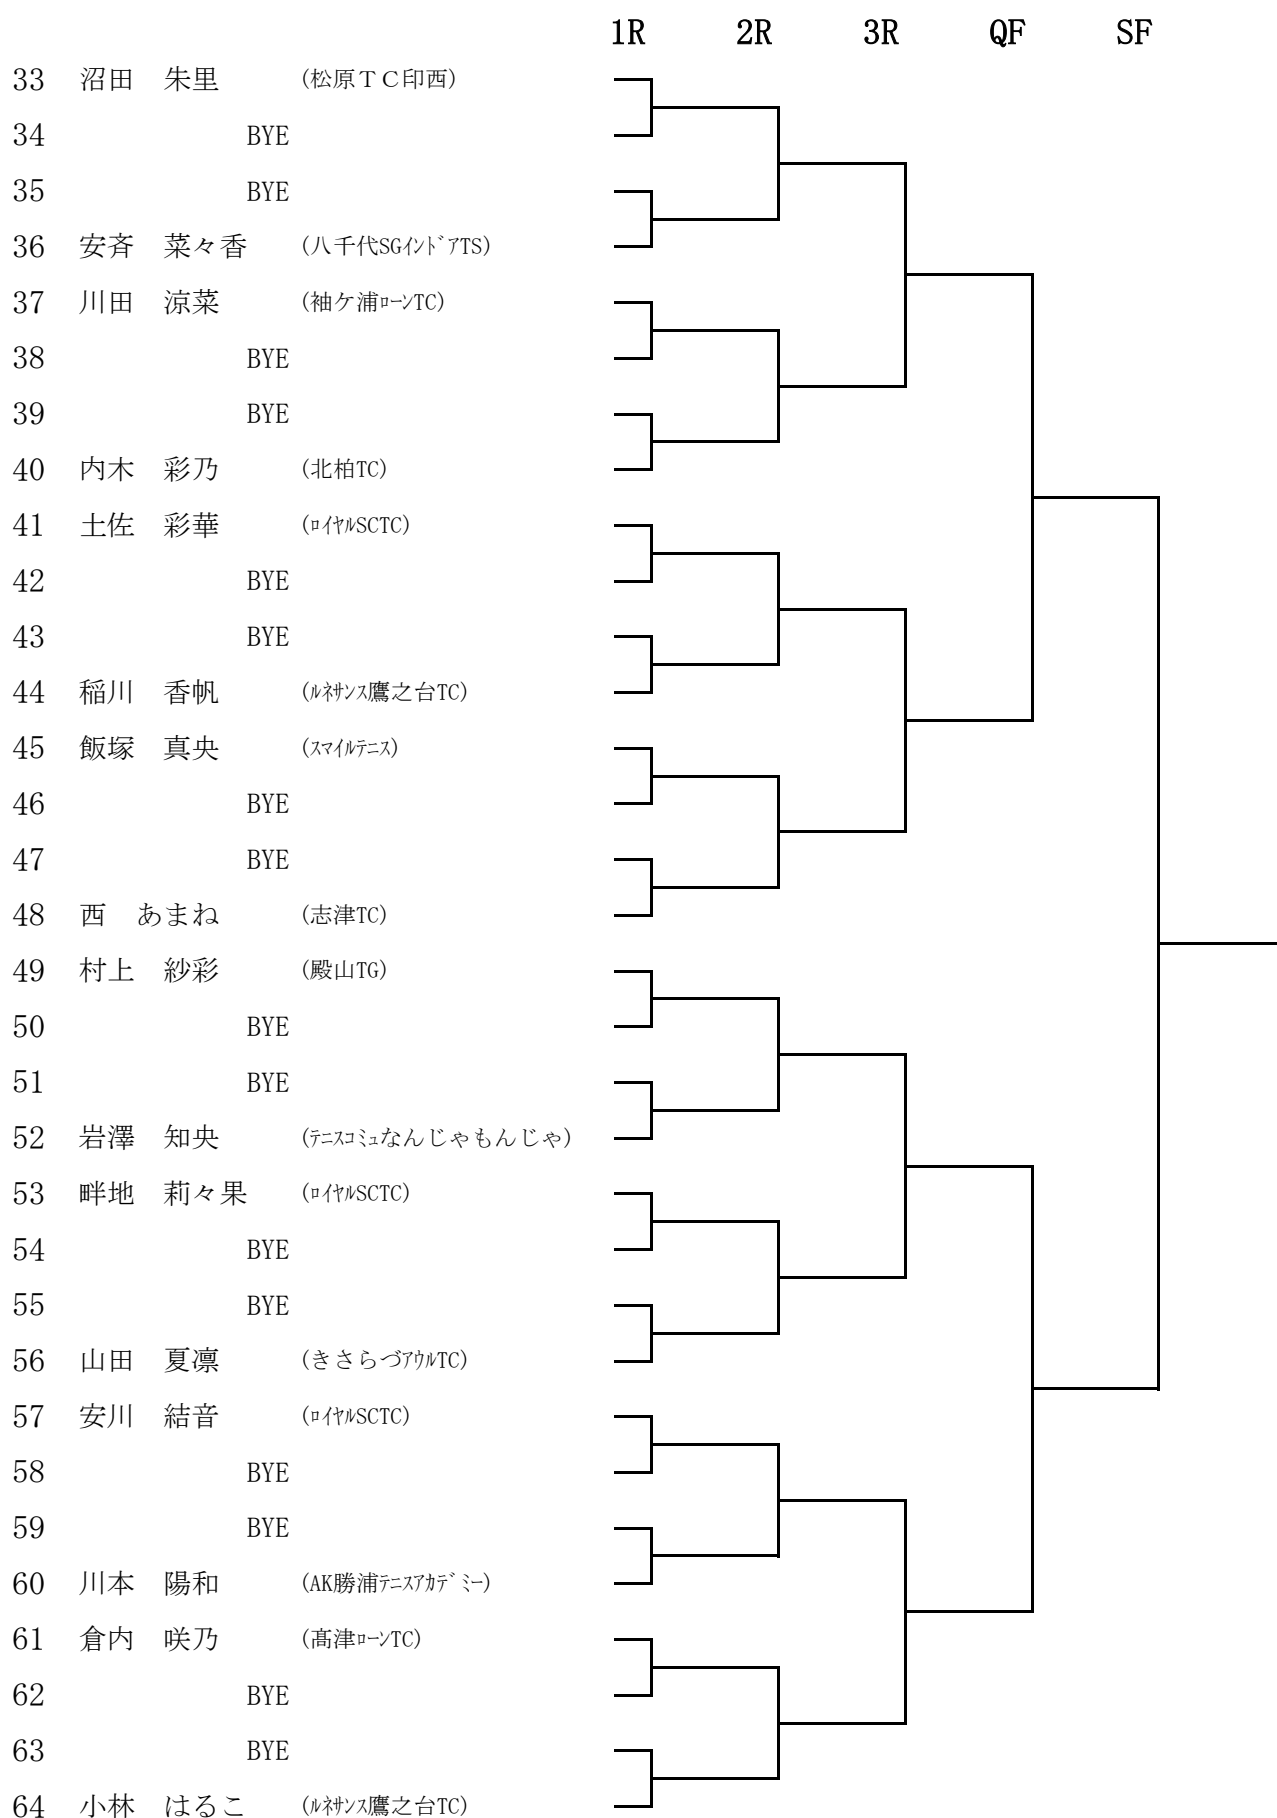 1R 2R 3R QF SF
33 沼田 朱里 (松原TC印西)
34 BYE
35 BYE
36 安斉 菜々香 (八千代SGｲﾝﾄﾞｱTS)
37 川田 涼菜 (袖ケ浦ﾛｰﾝTC)
38 BYE
39 BYE
40 内木 彩乃 (北柏TC)
41 土佐 彩華 (ﾛｲﾔﾙSCTC)
42 BYE
43 BYE
44 稲川 香帆 (ﾙﾈｻﾝｽ鷹之台TC)
45 飯塚 真央 (ｽﾏｲﾙﾃﾆｽ)
46 BYE
47 BYE
48 西 あまね (志津TC)
49 村上 紗彩 (殿山TG)
50 BYE
51 BYE
52 岩澤 知央 (ﾃﾆｽｺﾐｭなんじゃもんじゃ)
53 畔地 莉々果 (ﾛｲﾔﾙSCTC)
54 BYE
55 BYE
56 山田 夏凛 (きさらづｱｳﾙTC)
57 安川 結音 (ﾛｲﾔﾙSCTC)
58 BYE
59 BYE
60 川本 陽和 (AK勝浦ﾃﾆｽｱｶﾃﾞﾐｰ)
61 倉内 咲乃 (髙津ﾛｰﾝTC)
62 BYE
63 BYE
64 小林 はるこ (ﾙﾈｻﾝｽ鷹之台TC)